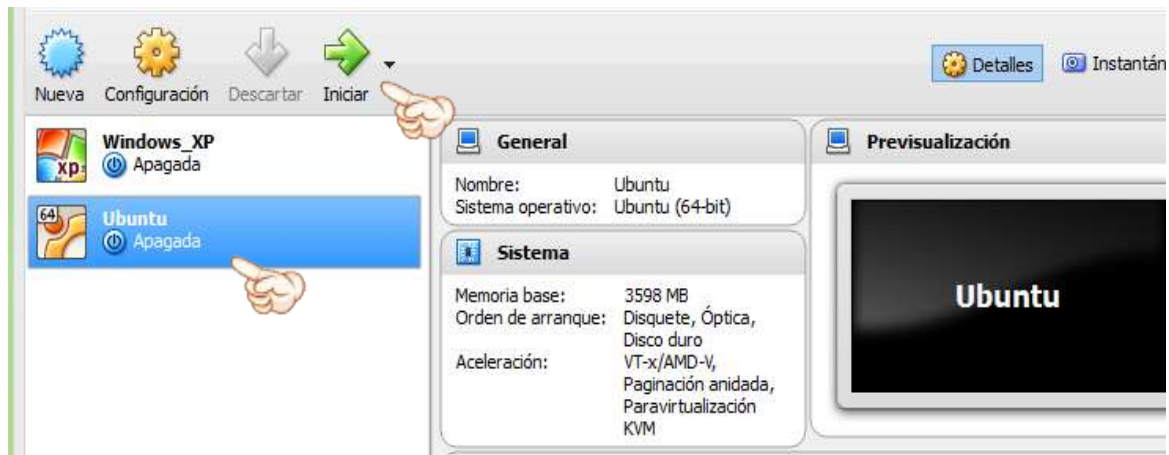 Nueva Configuración Descartar Iniciar
Detalles Instantán
Windows_XP
Apagada
xp
64
Ubuntu
Apagada
General
Nombre: Ubuntu
Sistema operativo: Ubuntu (64-bit)
Sistema
Memoria base: 3598 MB
Orden de arranque: Disquete, Óptica,
Disco duro
Aceleración: VT-x/AMD-V,
Paginación anidada,
Paravirtualización
KVM
Previsualización
Ubuntu